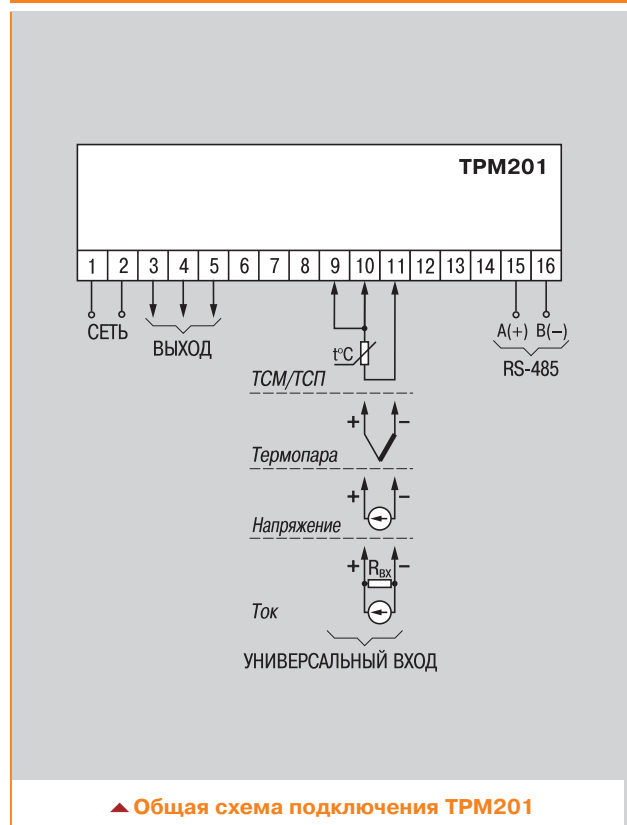 ТРМ201
1 2 3 4 5 6 7 8 9 10 11 12 13 14 15 16
СЕТЬ
ВЫХОД
A(+) B(–)
RS-485
t°C
ТСМ/ТСП
+ –
Термопара
+ –
Напряжение
+ Rвх –
Ток
УНИВЕРСАЛЬНЫЙ ВХОД
Общая схема подключения ТРМ201